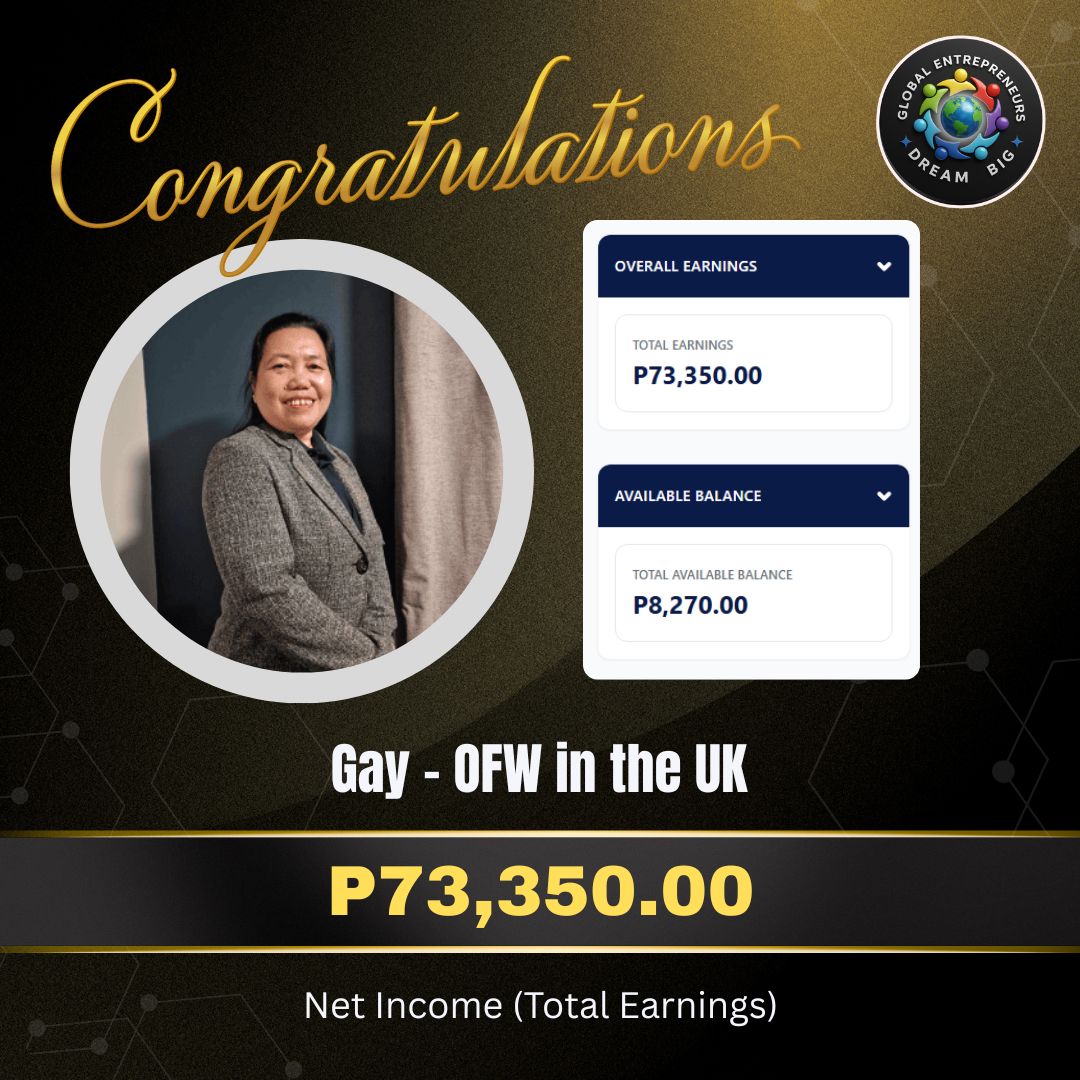 Congratulations
GLOBAL ENTREPRENEURS
DREAM BIG
OVERALL EARNINGS
TOTAL EARNINGS
P73,350.00
AVAILABLE BALANCE
TOTAL AVAILABLE BALANCE
P8,270.00
Gay - OFW in the UK
P73,350.00
Net Income (Total Earnings)